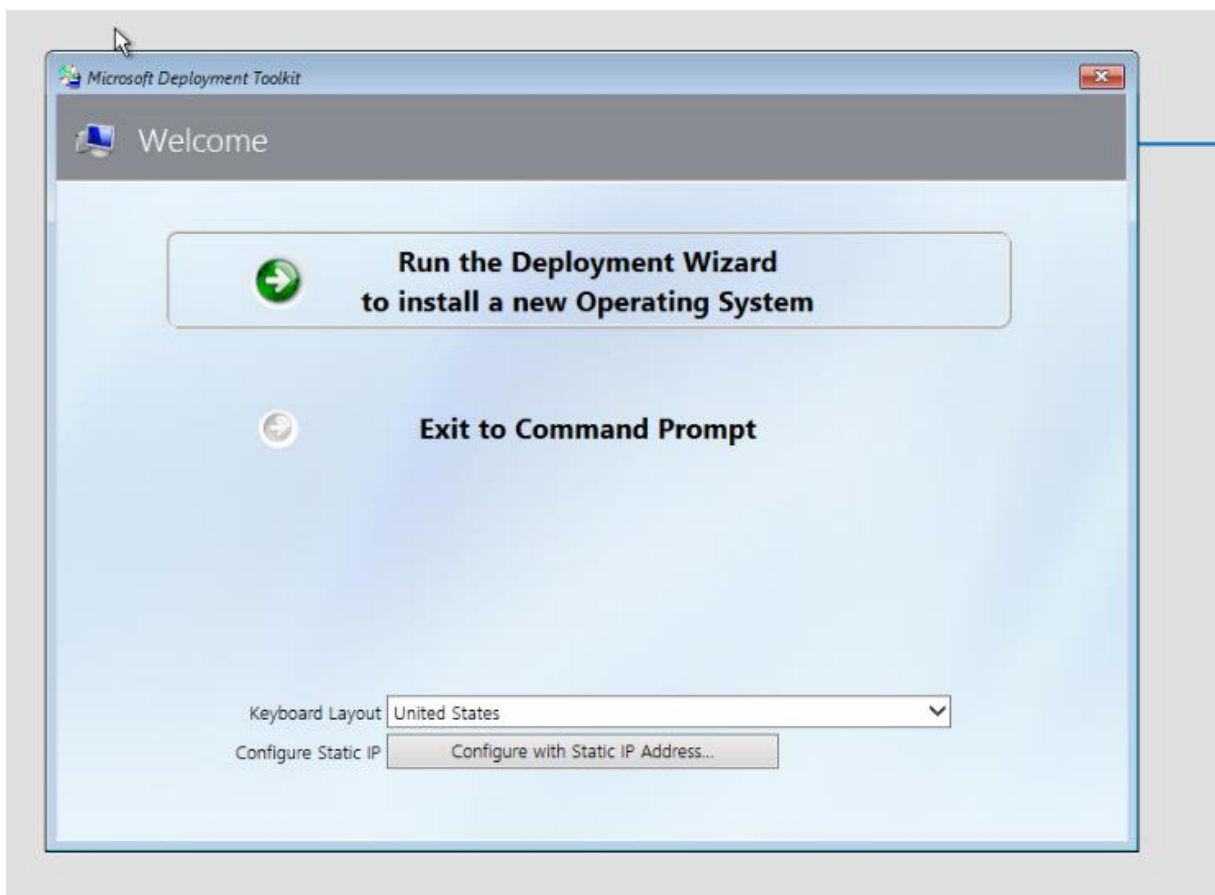 Microsoft Deployment Toolkit
Welcome
Run the Deployment Wizard
to install a new Operating System
Exit to Command Prompt
Keyboard Layout United States
Configure Static IP Configure with Static IP Address...